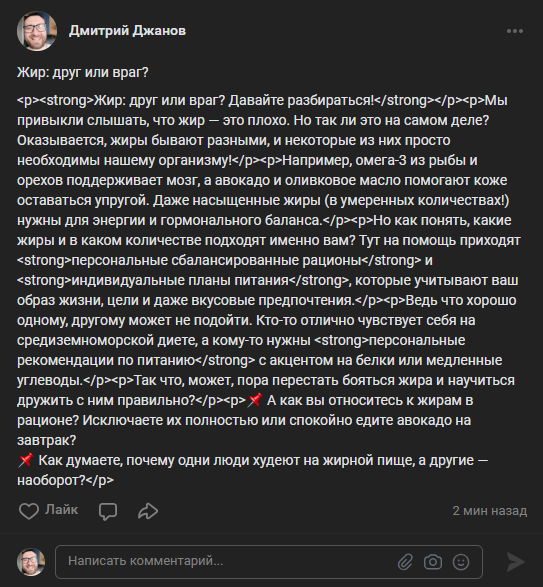 Дмитрий Джанов
Жир: друг или враг?
<p><strong>Жир: друг или враг? Давайте разбираться!</strong></p><p>Мы
привыкли слышать, что жир — это плохо. Но так ли это на самом деле?
Оказывается, жиры бывают разными, и некоторые из них просто
необходимы нашему организму!</p><p>Например, омега-3 из рыбы и
орехов поддерживает мозг, а авокадо и оливковое масло помогают коже
оставаться упругой. Даже насыщенные жиры (в умеренных количествах!)
нужны для энергии и гормонального баланса.</p><p>Но как понять, какие
жиры и в каком количестве подходят именно вам? Тут на помощь приходят
<strong>персональные сбалансированные рационы</strong> и
<strong>индивидуальные планы питания</strong>, которые учитывают ваш
образ жизни, цели и даже вкусовые предпочтения.</p><p>Ведь что хорошо
одному, другому может не подойти. Кто-то отлично чувствует себя на
средиземноморской диете, а кому-то нужны <strong>персональные
рекомендации по питанию</strong> с акцентом на белки или медленные
углеводы.</p><p>Так что, может, пора перестать бояться жира и научиться
дружить с ним правильно?</p><p>📌 А как вы относитесь к жирам в
рационе? Исключаете их полностью или спокойно едите авокадо на
завтрак?
📌 Как думаете, почему одни люди худеют на жирной пище, а другие —
наоборот?</p>
Лайк
2 мин назад
Написать комментарий...